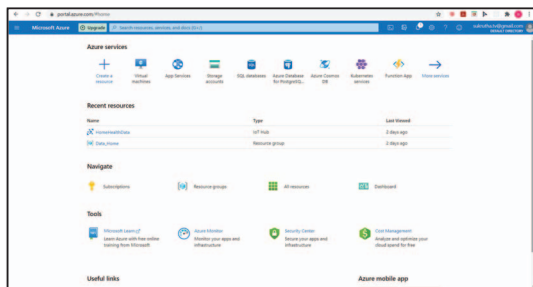 portal.azure.com/#home
Microsoft Azure
Upgrade
Search resources, services, and docs (G+/)
DEFAULT DIRECTORY
Azure services
Create a resource
Virtual machines
App Services
Storage accounts
SQL databases
Azure Database for PostgreSQL...
Azure Cosmos DB
Kubernetes services
Function App
More services
Recent resources
Name Type Last Viewed
HomeHealthData IoT Hub 2 days ago
Data_Home Resource group 2 days ago
Navigate
Subscriptions Resource groups All resources Dashboard
Tools
Microsoft Learn
Learn Azure with free online training from Microsoft
Azure Monitor
Monitor your apps and infrastructure
Security Center
Secure your apps and infrastructure
Cost Management
Analyze and optimize your cloud spend for free
Useful links Azure mobile app